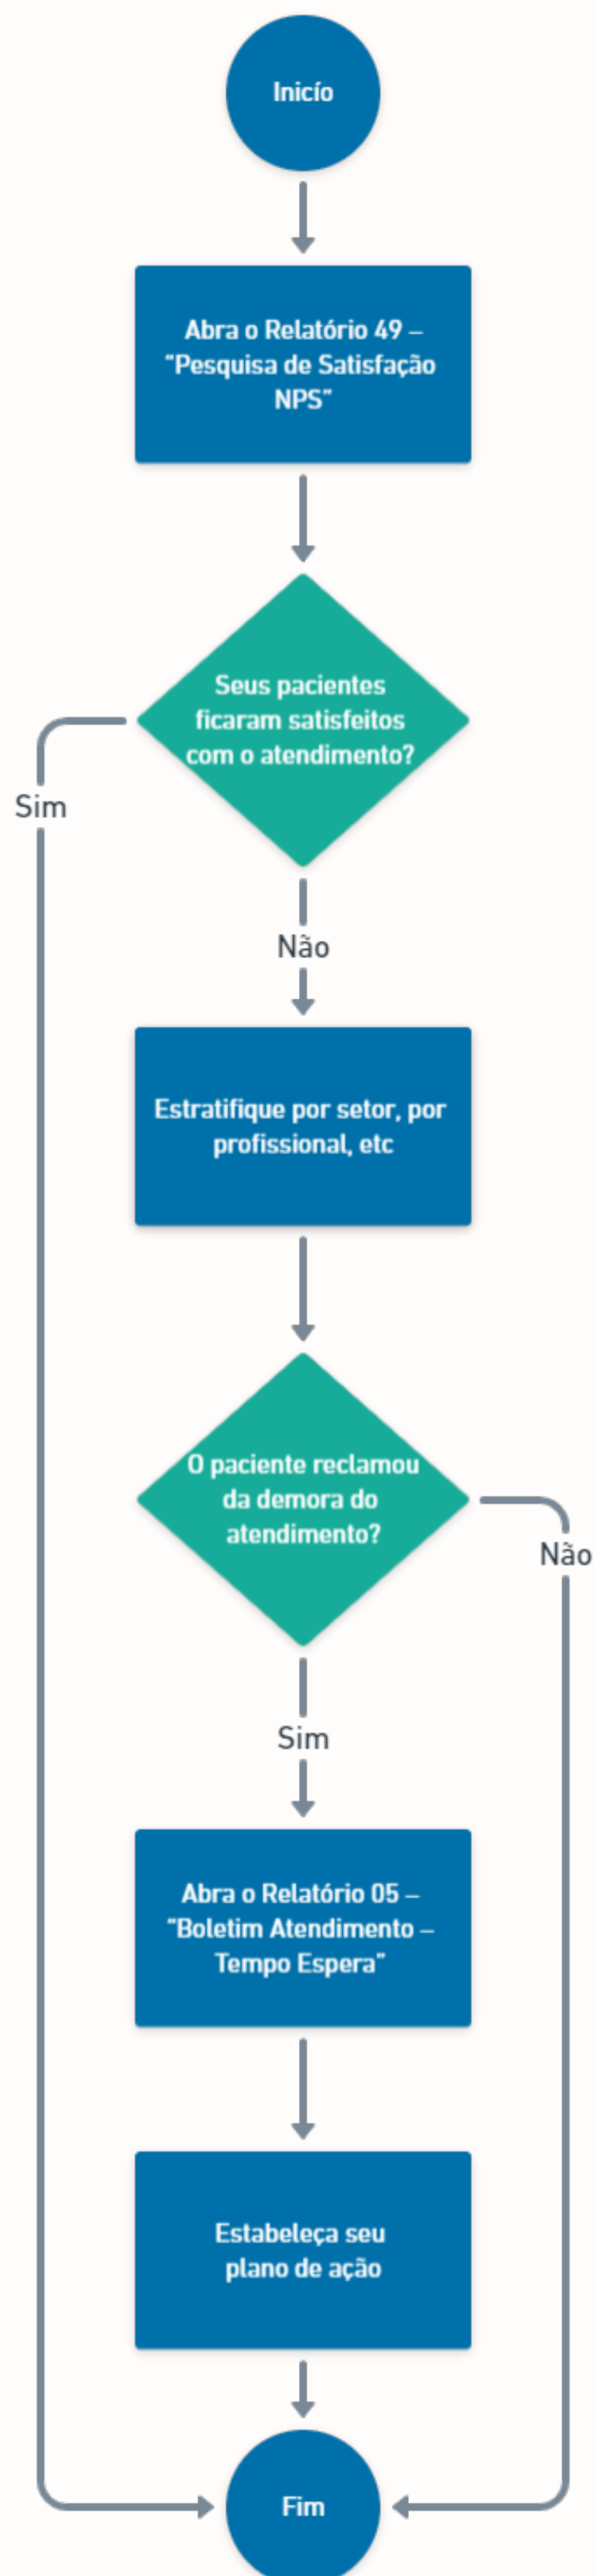 Inicío
Abra o Relatório 49 –
"Pesquisa de Satisfação
NPS"
Seus pacientes
ficaram satisfeitos
com o atendimento?
Sim
Não
Estratifique por setor, por
profissional, etc
O paciente reclamou
da demora do
atendimento?
Não
Sim
Abra o Relatório 05 –
"Boletim Atendimento –
Tempo Espera"
Estabeleça seu
plano de ação
Fim